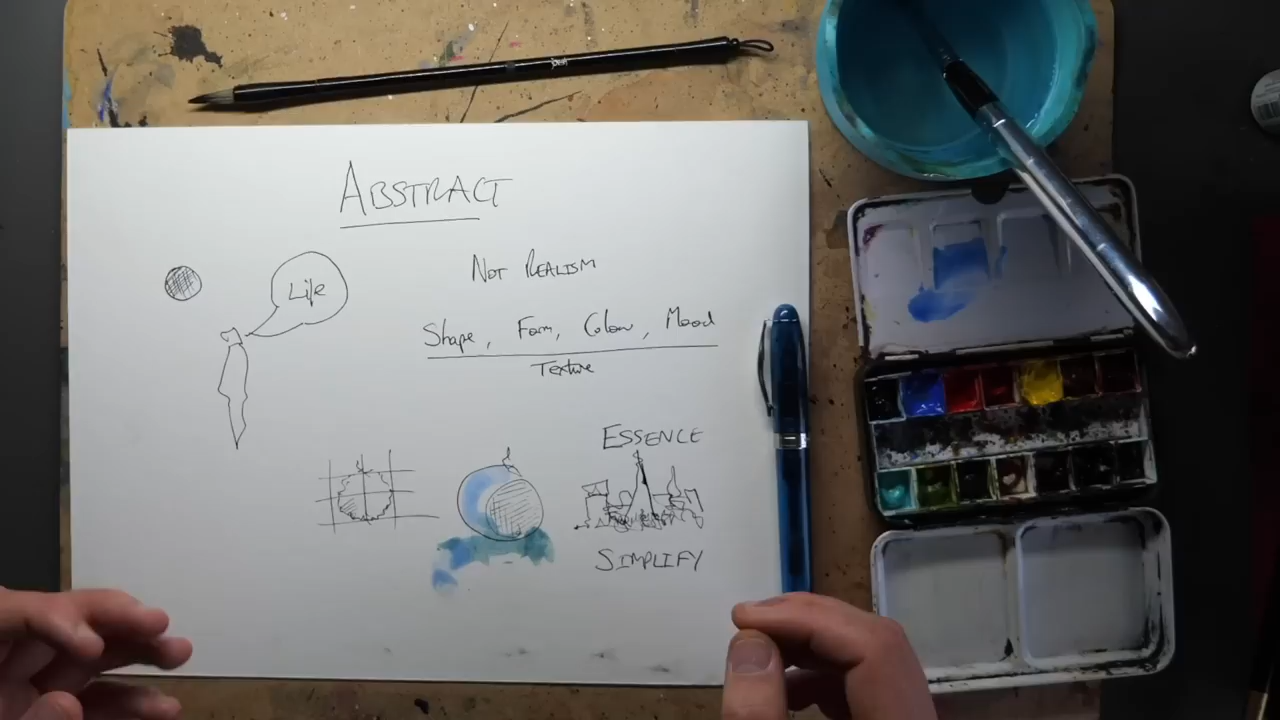 ABSTRACT
NOT REALISM
Life
Shape, Form, Colour, Mood
Texture
ESSENCE
SIMPLIFY